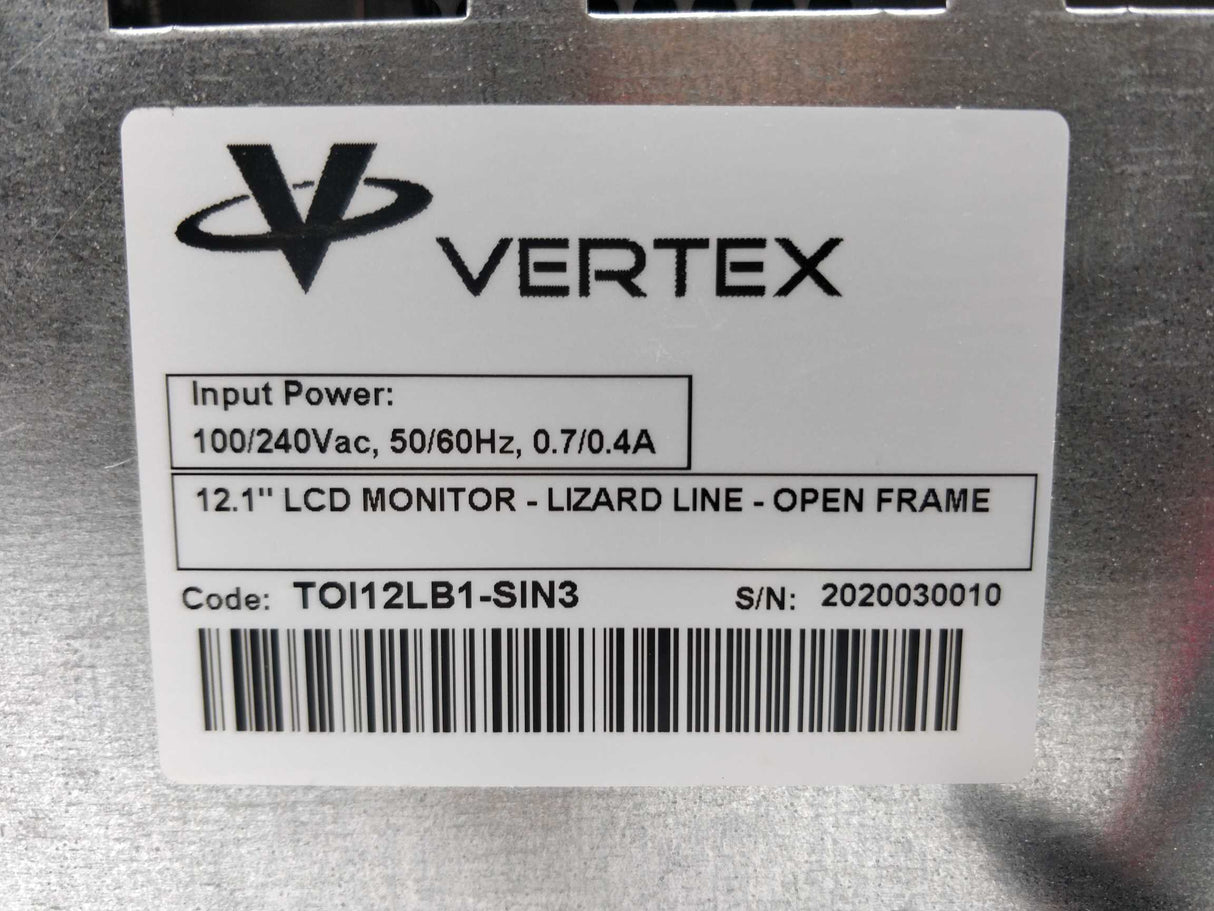 VERTEX
Input Power:
100/240Vac, 50/60Hz, 0.7/0.4A
12.1" LCD MONITOR - LIZARD LINE - OPEN FRAME
Code: TOI12LB1-SIN3 S/N: 2020030010